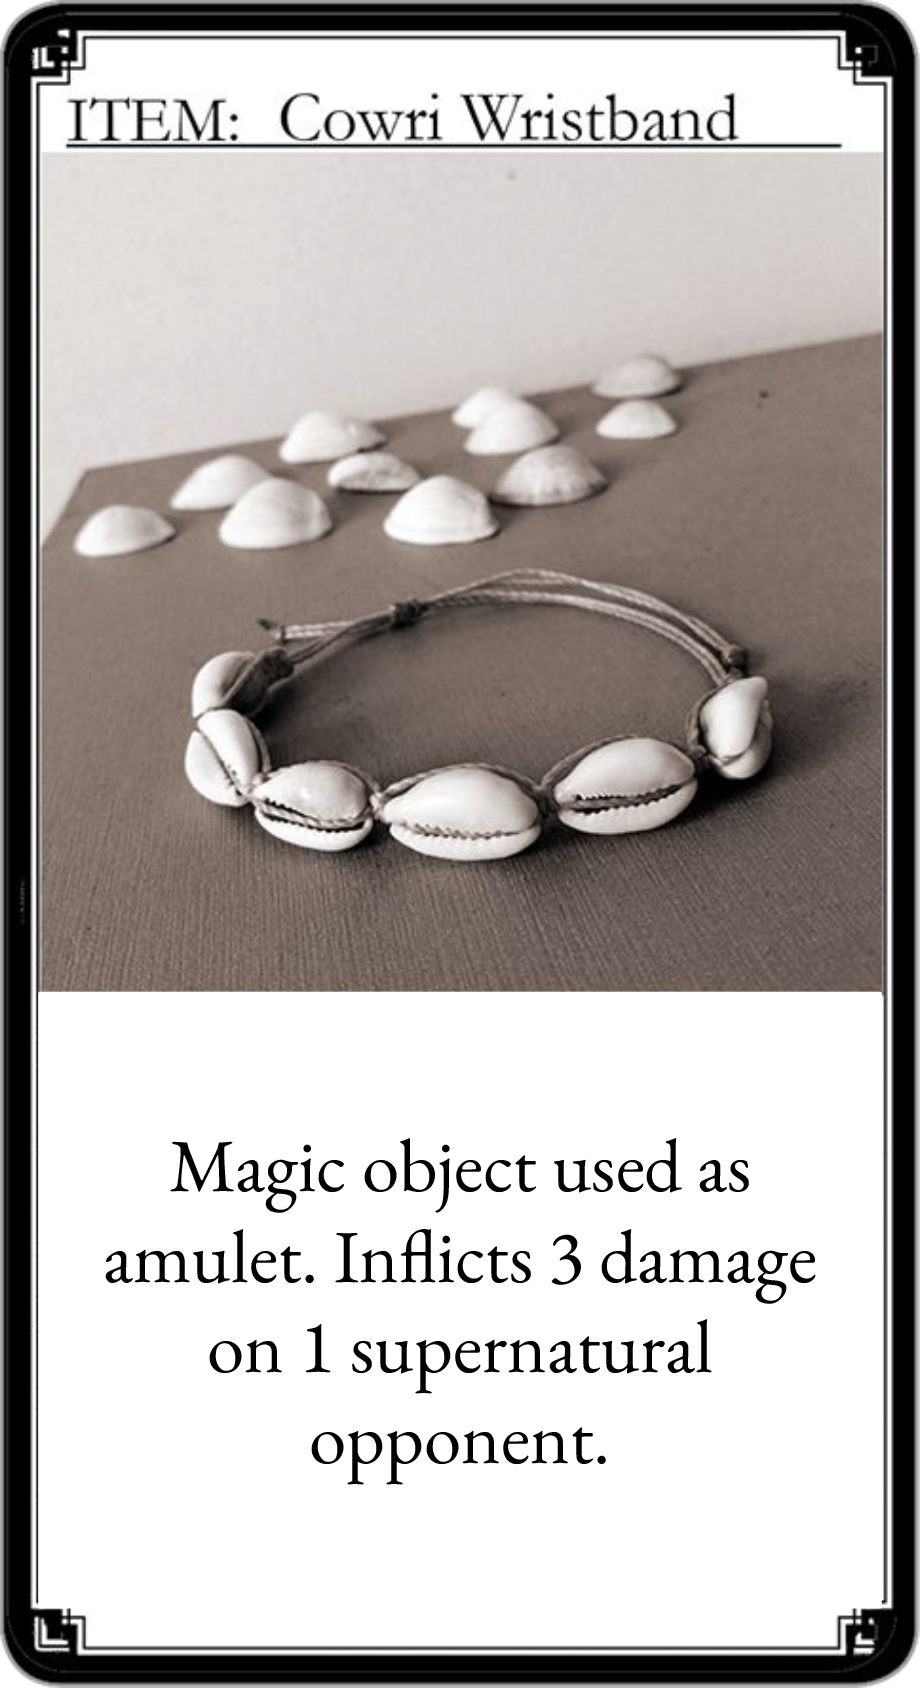 ITEM: Cowri Wristband
Magic object used as
amulet. Inflicts 3 damage
on 1 supernatural
opponent.